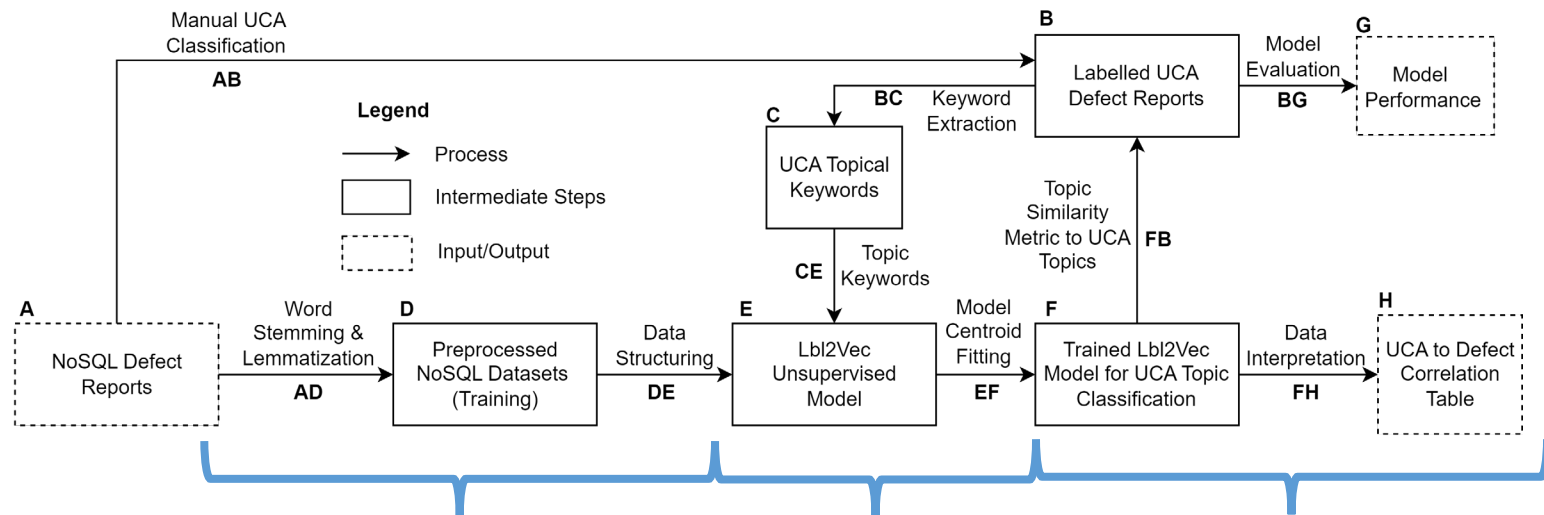 Manual UCA
Classification
AB
B
Labelled UCA
Defect Reports
Model
Evaluation
BG
G
Model
Performance
Legend
Process
Intermediate Steps
Input/Output
BC
Keyword
Extraction
C
UCA Topical
Keywords
CE
Topic
Keywords
Topic
Similarity
Metric to UCA
Topics
FB
A
NoSQL Defect
Reports
Word
Stemming &
Lemmatization
AD
D
Preprocessed
NoSQL Datasets
(Training)
Data
Structuring
DE
E
Lbl2Vec
Unsupervised
Model
Model
Centroid
Fitting
EF
F
Trained Lbl2Vec
Model for UCA Topic
Classification
Data
Interpretation
FH
H
UCA to Defect
Correlation
Table